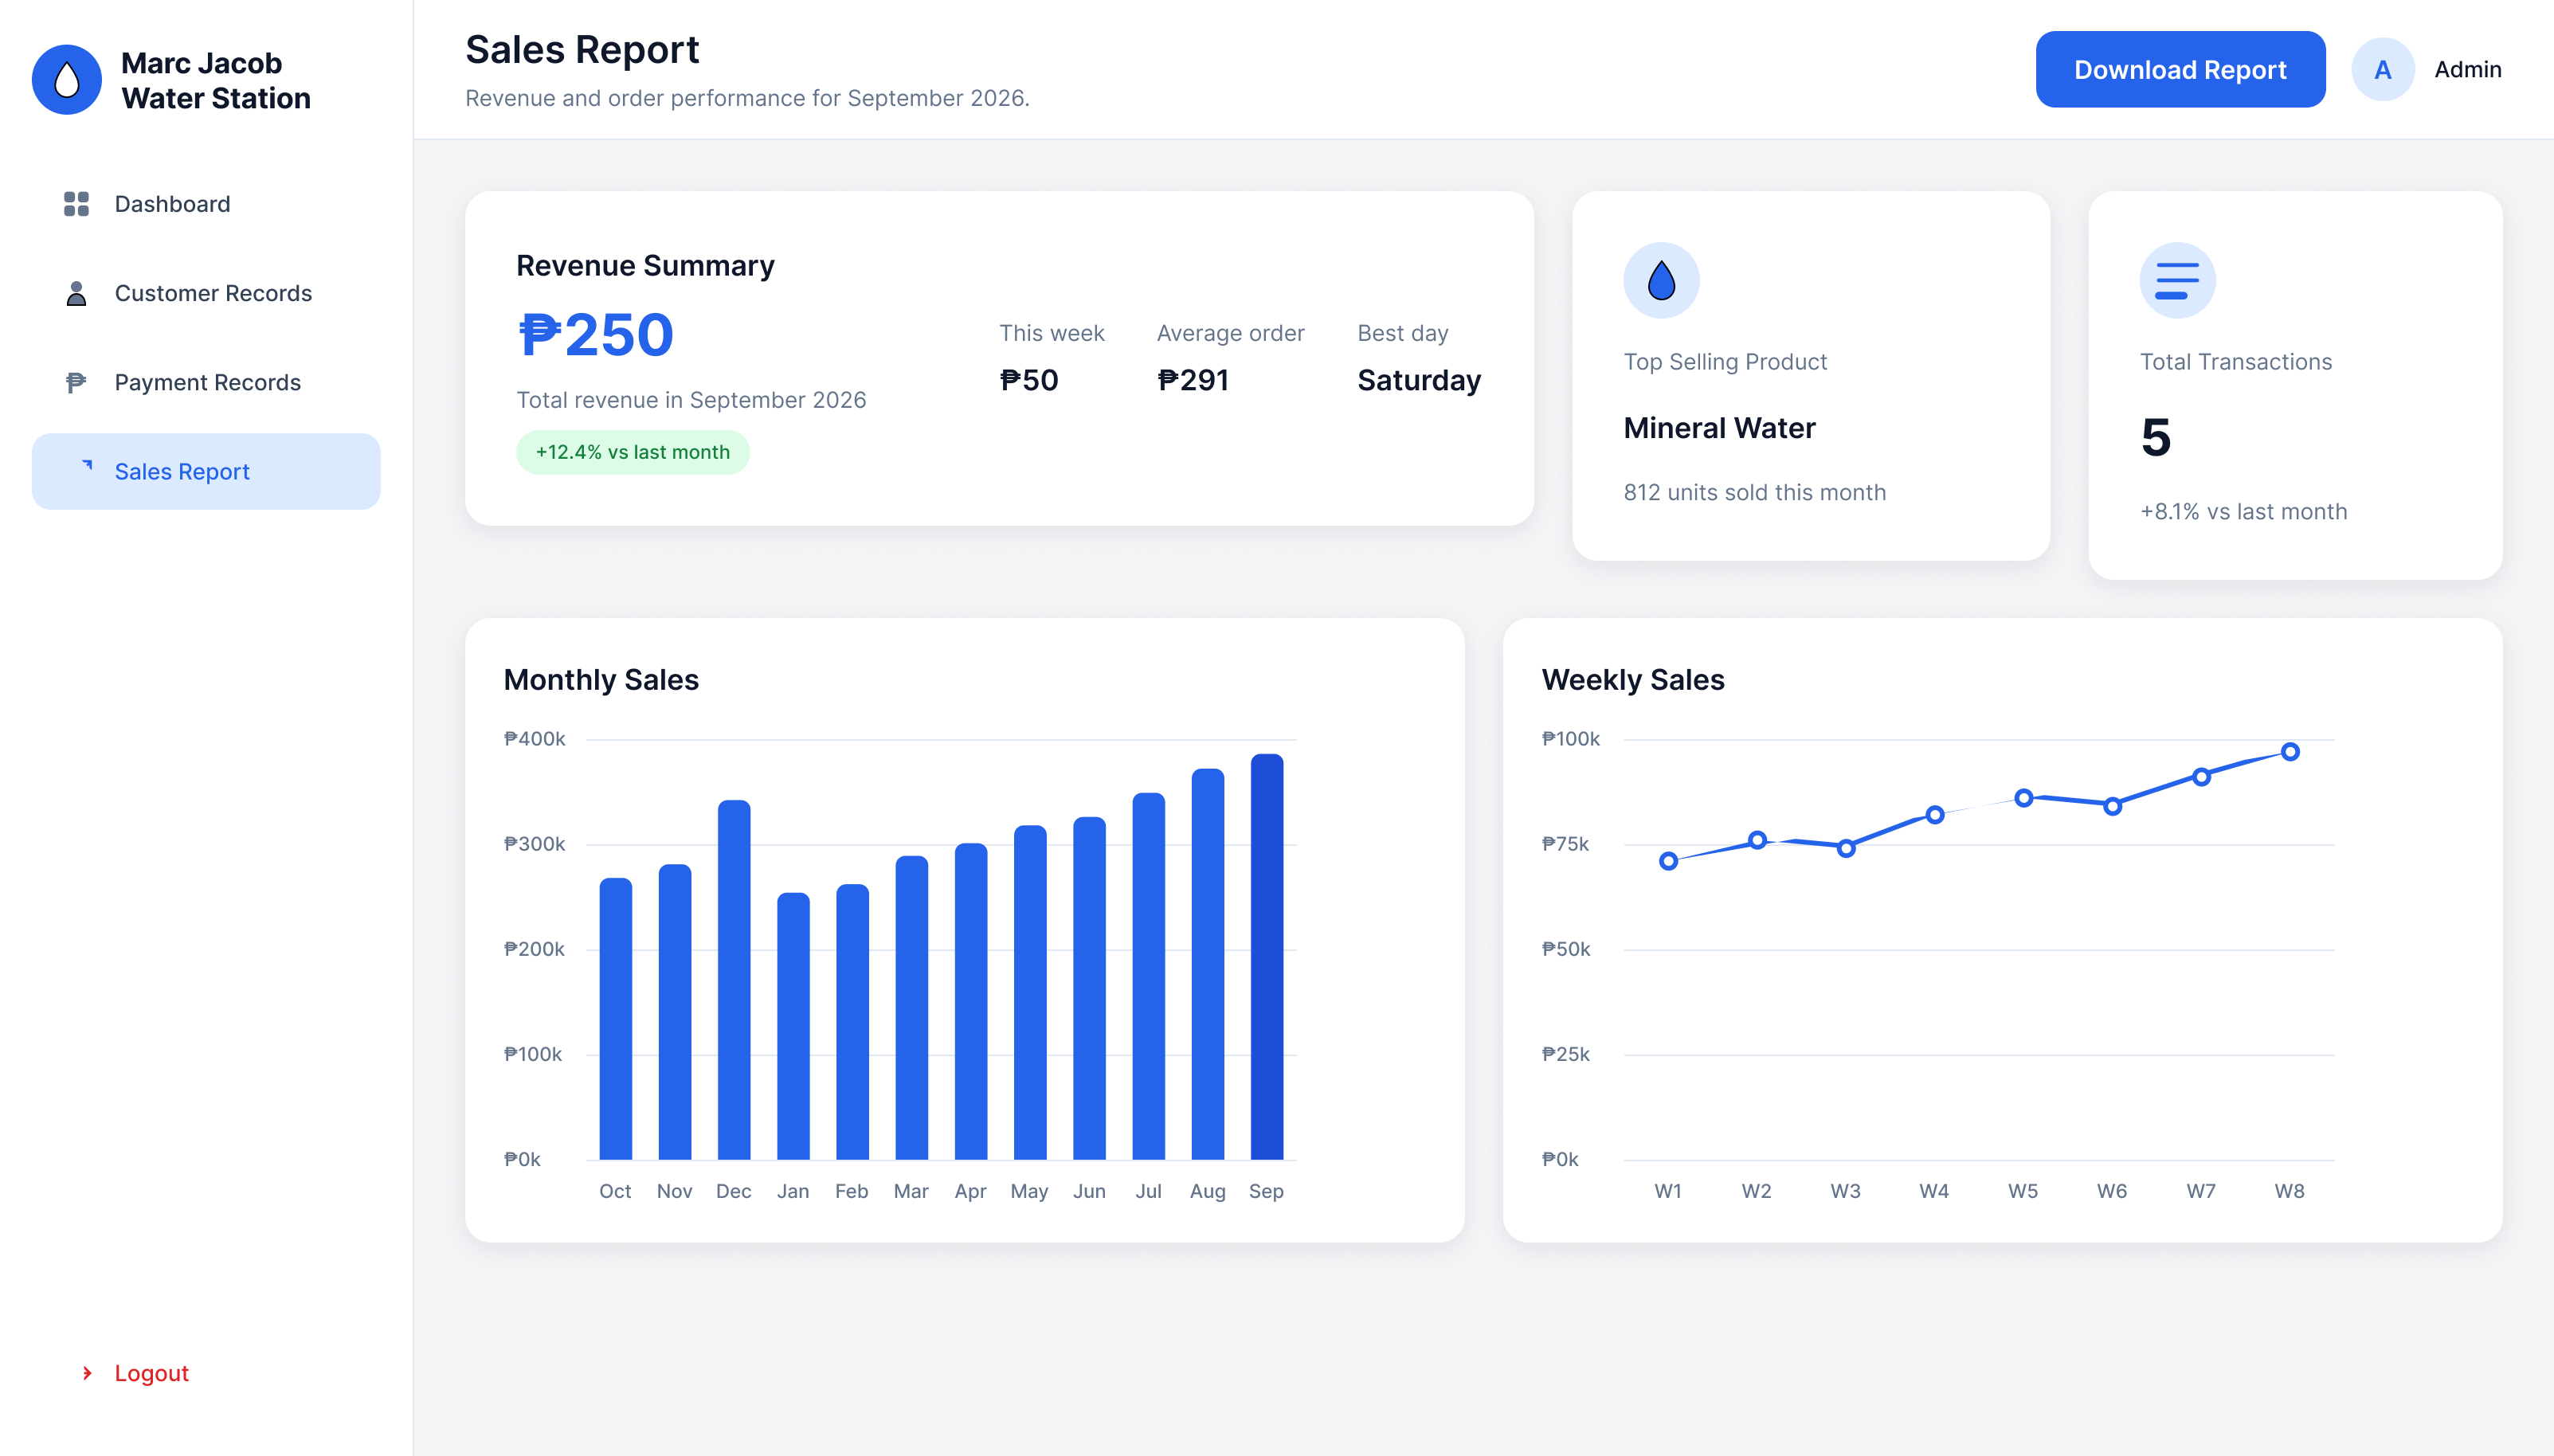 Marc Jacob
Water Station
Dashboard
Customer Records
₱ Payment Records
Sales Report
Logout
Sales Report
Revenue and order performance for September 2026.
Download Report
A
Admin
Revenue Summary
₱250
Total revenue in September 2026
+12.4% vs last month
This week
₱50
Average order
₱291
Best day
Saturday
Top Selling Product
Mineral Water
812 units sold this month
Total Transactions
5
+8.1% vs last month
Monthly Sales
₱400k
₱300k
₱200k
₱100k
₱0k
Oct Nov Dec Jan Feb Mar Apr May Jun Jul Aug Sep
Weekly Sales
₱100k
₱75k
₱50k
₱25k
₱0k
W1 W2 W3 W4 W5 W6 W7 W8